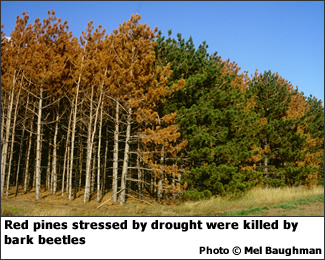 Red pines stressed by drought were killed by
bark beetles
Photo © Mel Baughman